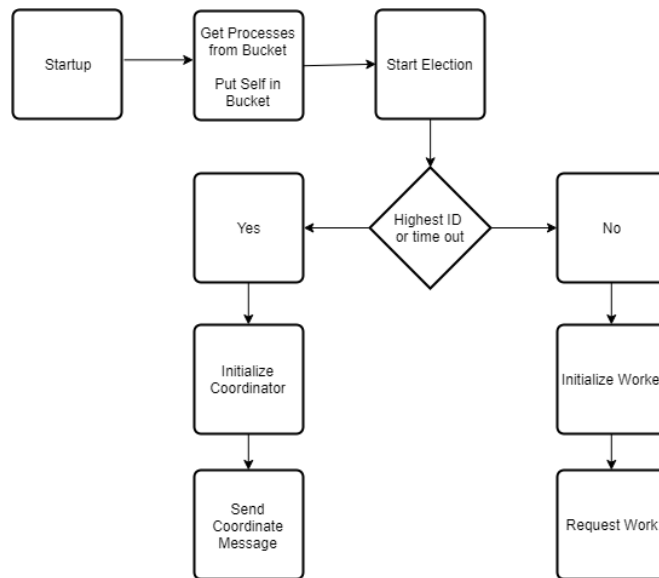 Startup
Get Processes
from Bucket
Put Self in
Bucket
Start Election
Highest ID
or time out
Yes
No
Initialize
Coordinator
Initialize Worke
Send
Coordinate
Message
Request Work